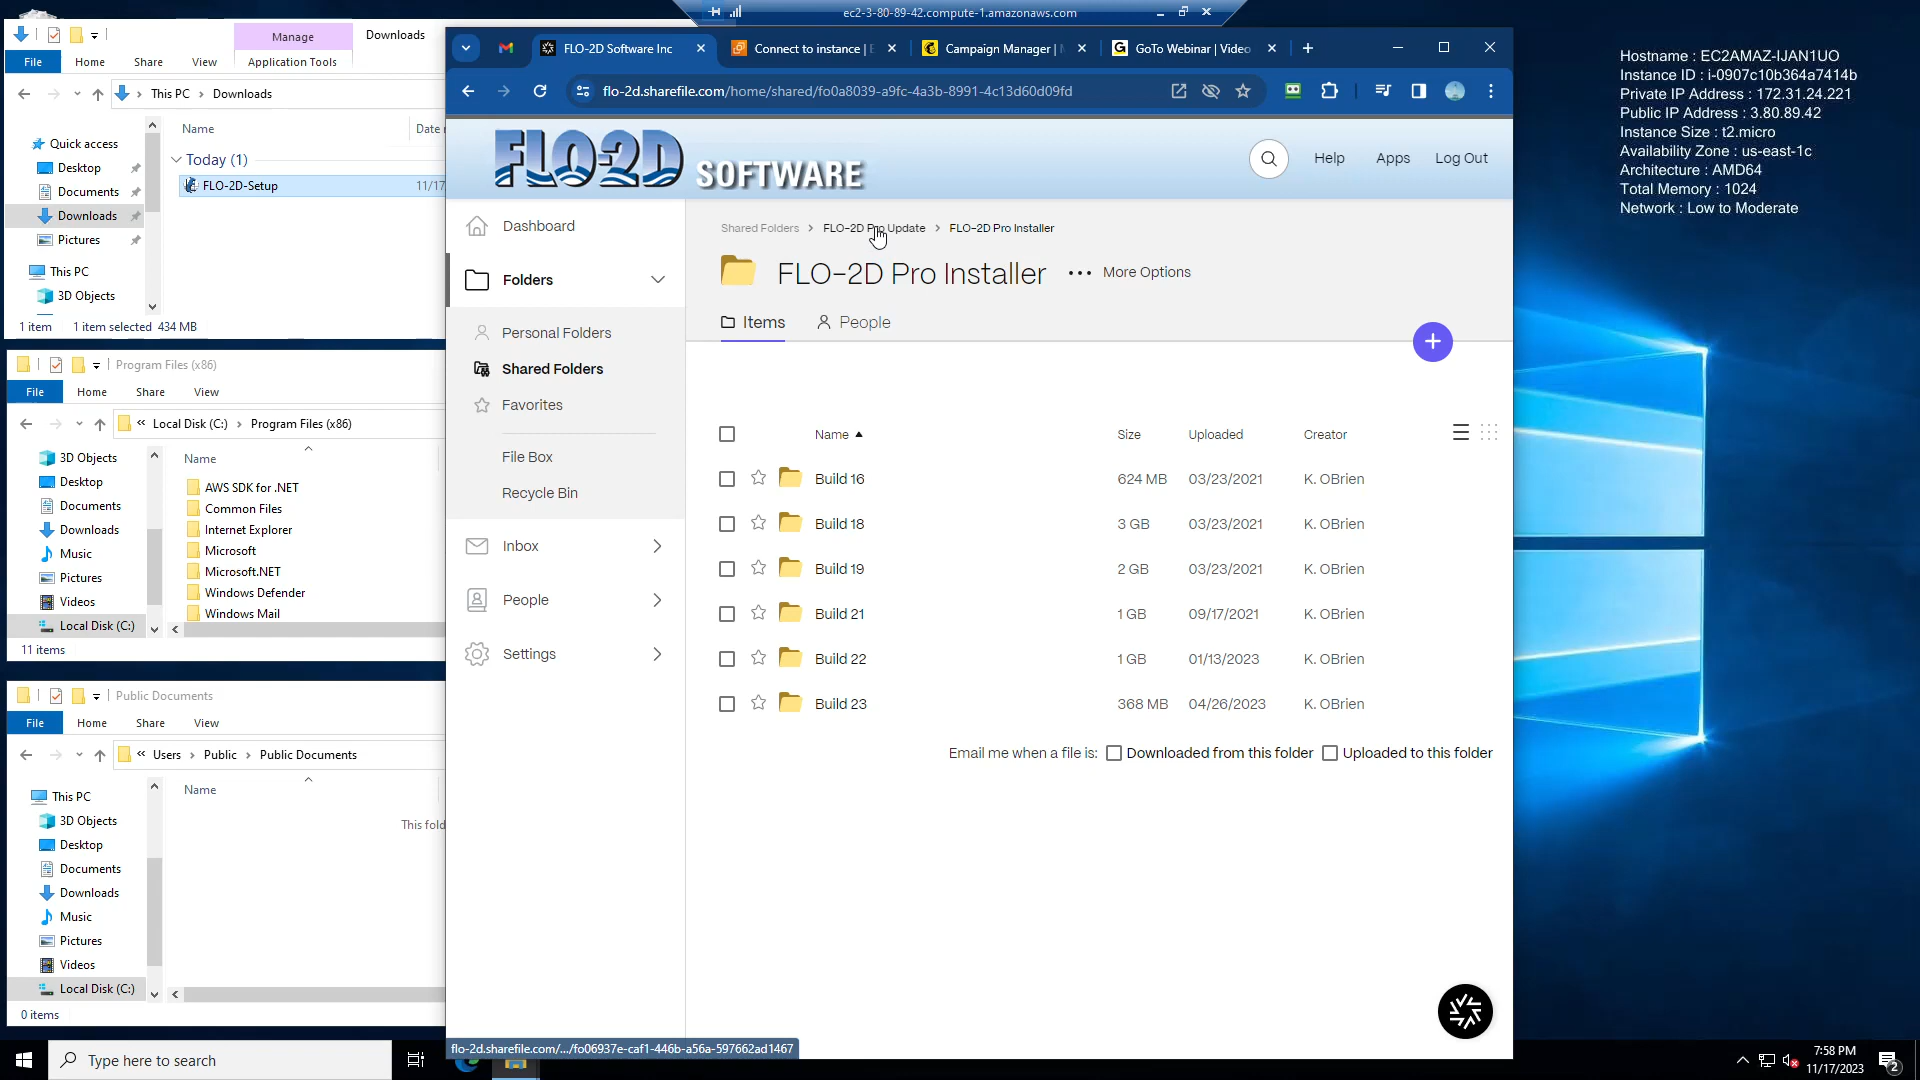 ec2-3-80-89-42.compute-1.amazonaws.com
Hostname : EC2AMAZ-IJAN1UO
Instance ID : i-0907c10b364a7414b
Private IP Address : 172.31.24.221
Public IP Address : 3.80.89.42
Instance Size : t2.micro
Availability Zone : us-east-1c
Architecture : AMD64
Total Memory : 1024
Network : Low to Moderate
Manage
Downloads
File
Home
Share
View
Application Tools
This PC
Downloads
Name
Date
Quick access
Desktop
Documents
Downloads
Pictures
This PC
3D Objects
Today (1)
FLO-2D-Setup
11/17
1 item
1 item selected 434 MB
Program Files (x86)
File
Home
Share
View
« Local Disk (C:)
Program Files (x86)
Name
3D Objects
Desktop
Documents
Downloads
Music
Pictures
Videos
Local Disk (C:)
AWS SDK for .NET
Common Files
Internet Explorer
Microsoft
Microsoft.NET
Windows Defender
Windows Mail
11 items
Public Documents
File
Home
Share
View
« Users
Public
Public Documents
Name
This fold
This PC
3D Objects
Desktop
Documents
Downloads
Music
Pictures
Videos
Local Disk (C:)
0 items
FLO-2D Software Inc
Connect to instance |
Campaign Manager |
GoTo Webinar | Video
flo-2d.sharefile.com/home/shared/fo0a8039-a9fc-4a3b-8991-4c13d60d09fd
FLO-2D SOFTWARE
Help
Apps
Log Out
Dashboard
Folders
Personal Folders
Shared Folders
Favorites
File Box
Recycle Bin
Inbox
People
Settings
Shared Folders
FLO-2D Pro Update
FLO-2D Pro Installer
FLO-2D Pro Installer
More Options
Items
People
Name
Size
Uploaded
Creator
Build 16 624 MB 03/23/2021 K. OBrien
Build 18 3 GB 03/23/2021 K. OBrien
Build 19 2 GB 03/23/2021 K. OBrien
Build 21 1 GB 09/17/2021 K. OBrien
Build 22 1 GB 01/13/2023 K. OBrien
Build 23 368 MB 04/26/2023 K. OBrien
Email me when a file is: Downloaded from this folder Uploaded to this folder
flo-2d.sharefile.com/.../fo06937e-caf1-446b-a56a-597662ad1467
Type here to search
7:58 PM
11/17/2023
2